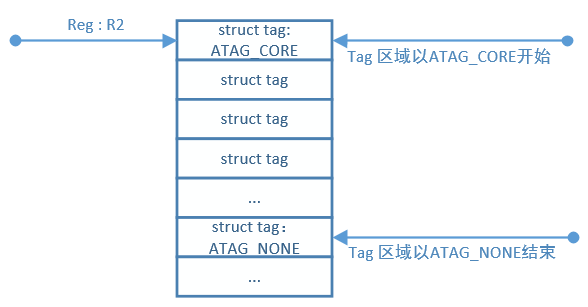 Reg : R2
struct tag:
ATAG_CORE
Tag 区域以ATAG_CORE开始
struct tag
struct tag
struct tag
...
struct tag：
ATAG_NONE
Tag 区域以ATAG_NONE结束
...